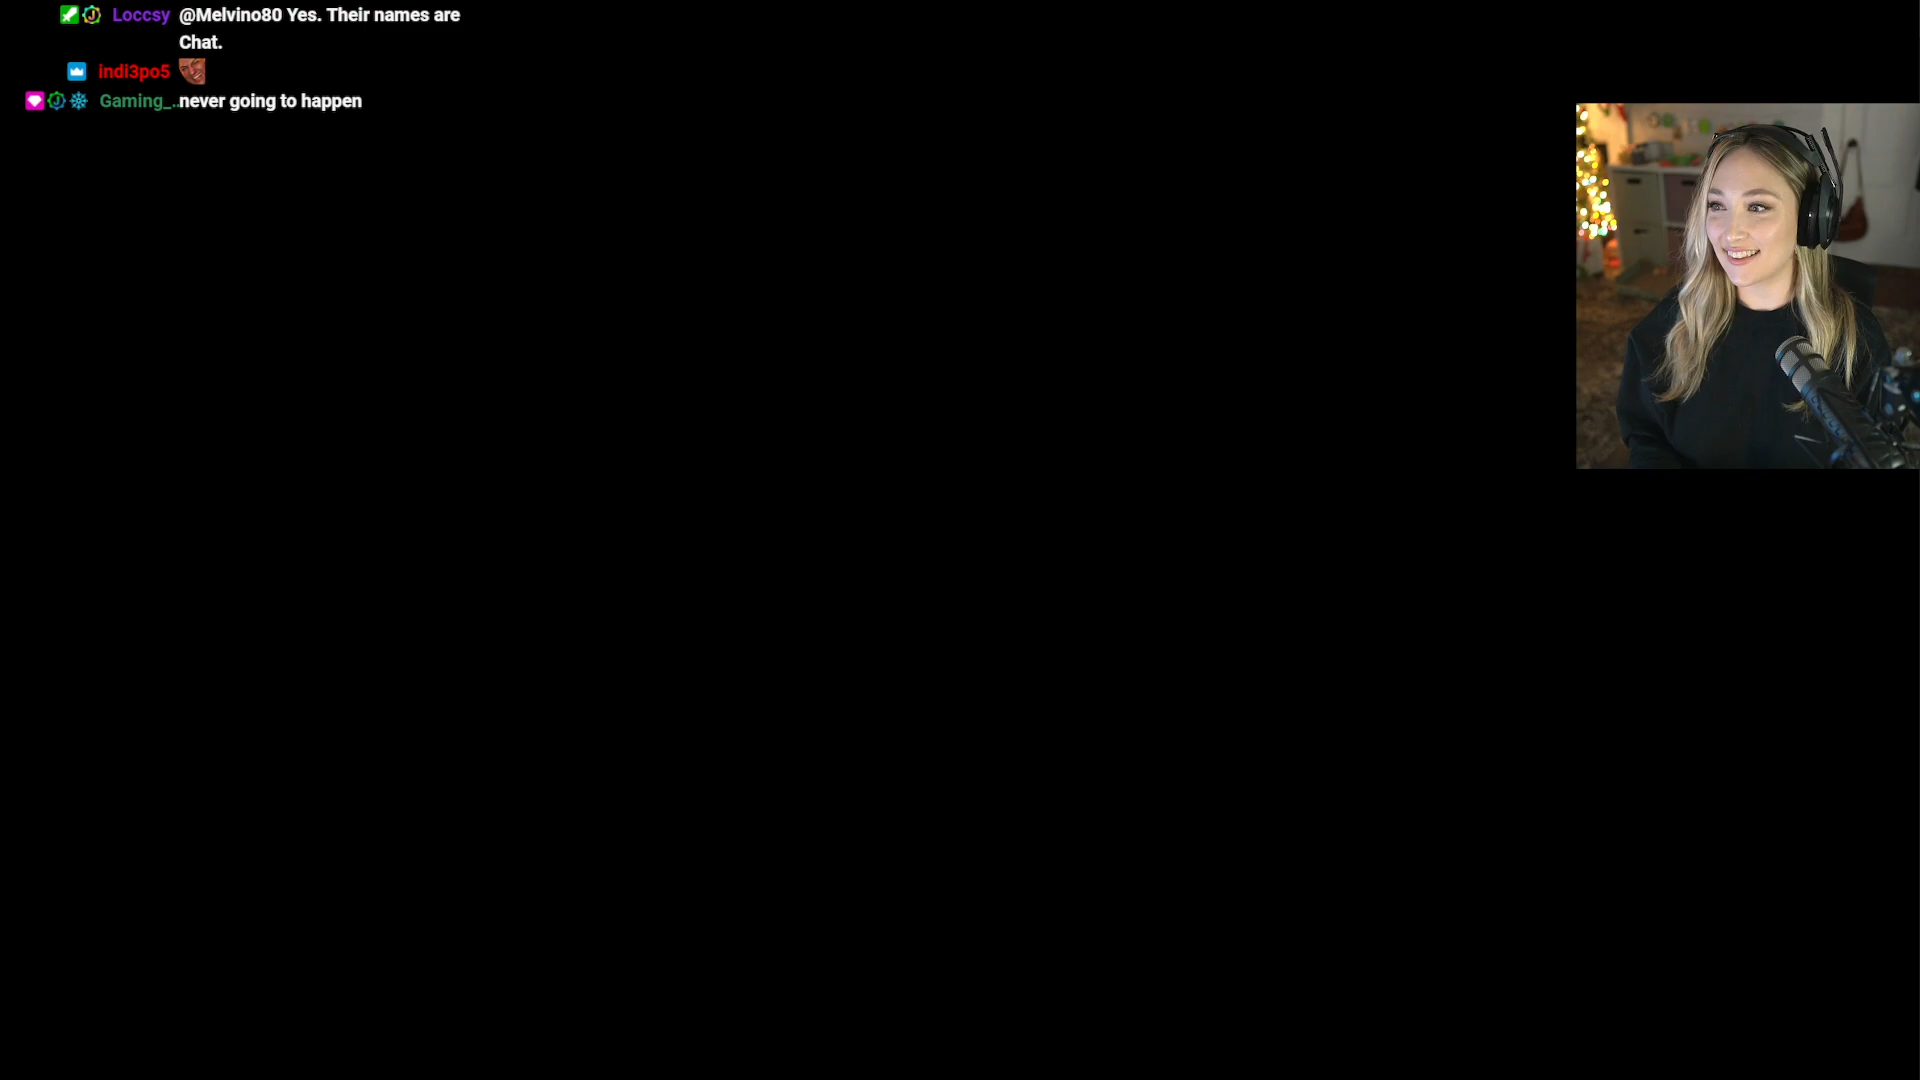 Loccsy @Melvino80 Yes. Their names are
Chat.
indi3po5
Gaming_.. never going to happen